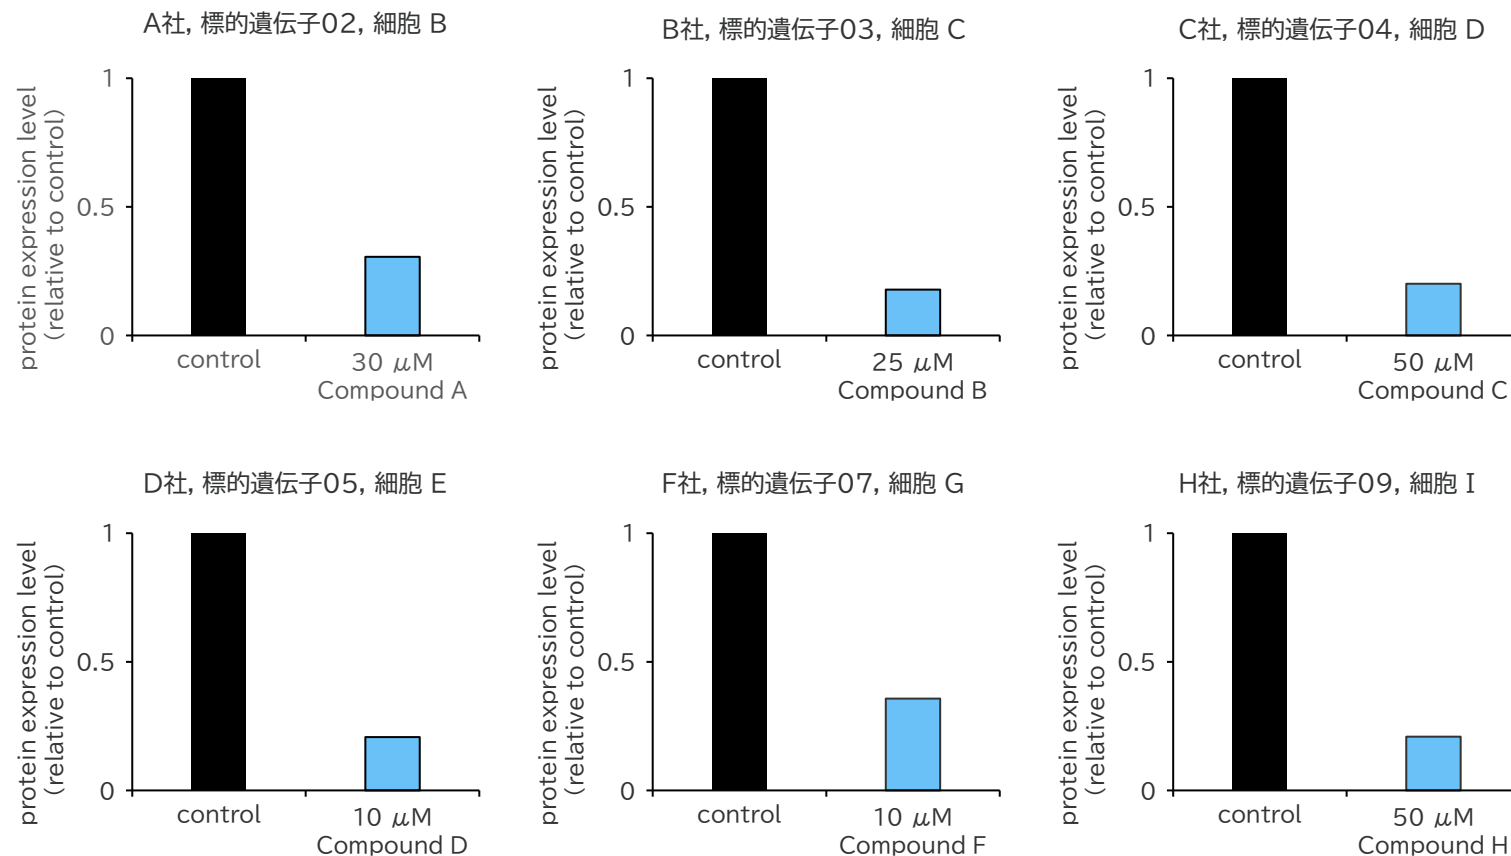 A社, 標的遺伝子02, 細胞 B
protein expression level
(relative to control)
1
0.5
0
control
30 μM
Compound A
B社, 標的遺伝子03, 細胞 C
protein expression level
(relative to control)
1
0.5
0
control
25 μM
Compound B
C社, 標的遺伝子04, 細胞 D
protein expression level
(relative to control)
1
0.5
0
control
50 μM
Compound C
D社, 標的遺伝子05, 細胞 E
protein expression level
(relative to control)
1
0.5
0
control
10 μM
Compound D
F社, 標的遺伝子07, 細胞 G
protein expression level
(relative to control)
1
0.5
0
control
10 μM
Compound F
H社, 標的遺伝子09, 細胞 I
protein expression level
(relative to control)
1
0.5
0
control
50 μM
Compound H